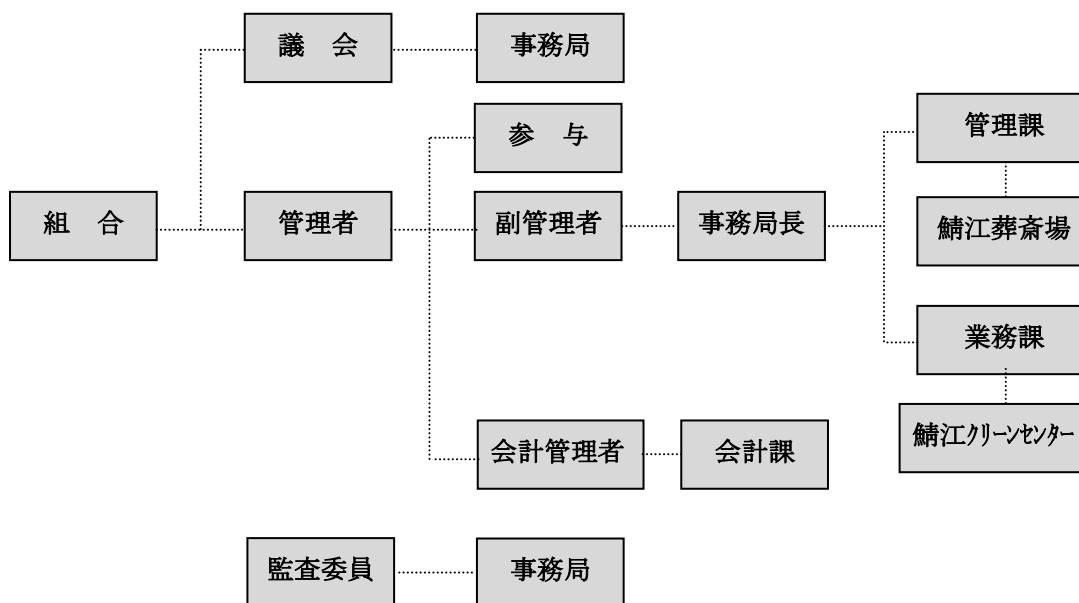 議　会
事務局
参　与
管理課
組　合
管理者
副管理者
事務局長
鯖江葬斎場
業務課
鯖江ｸﾘｰﾝｾﾝﾀｰ
会計管理者
会計課
監査委員
事務局